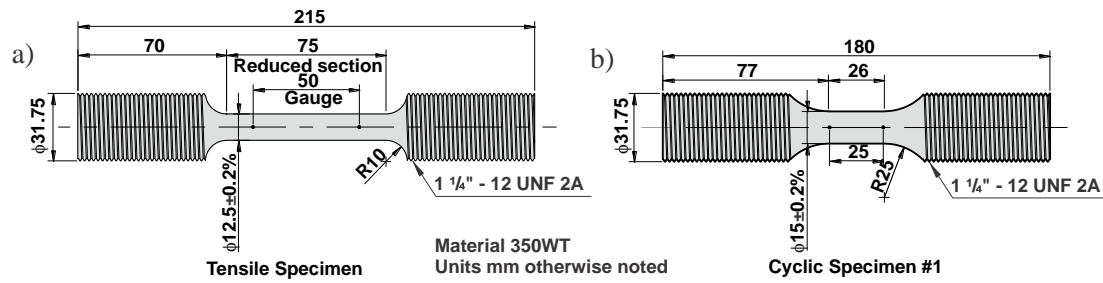 a)
215
70
75
Reduced section
50
Gauge
ϕ31.75
ϕ12.5±0.2%
R10
1 ¼" - 12 UNF 2A
Tensile Specimen
Material 350WT
Units mm otherwise noted
b)
180
77
26
ϕ31.75
25
ϕ15±0.2%
R25
1 ¼" - 12 UNF 2A
Cyclic Specimen #1